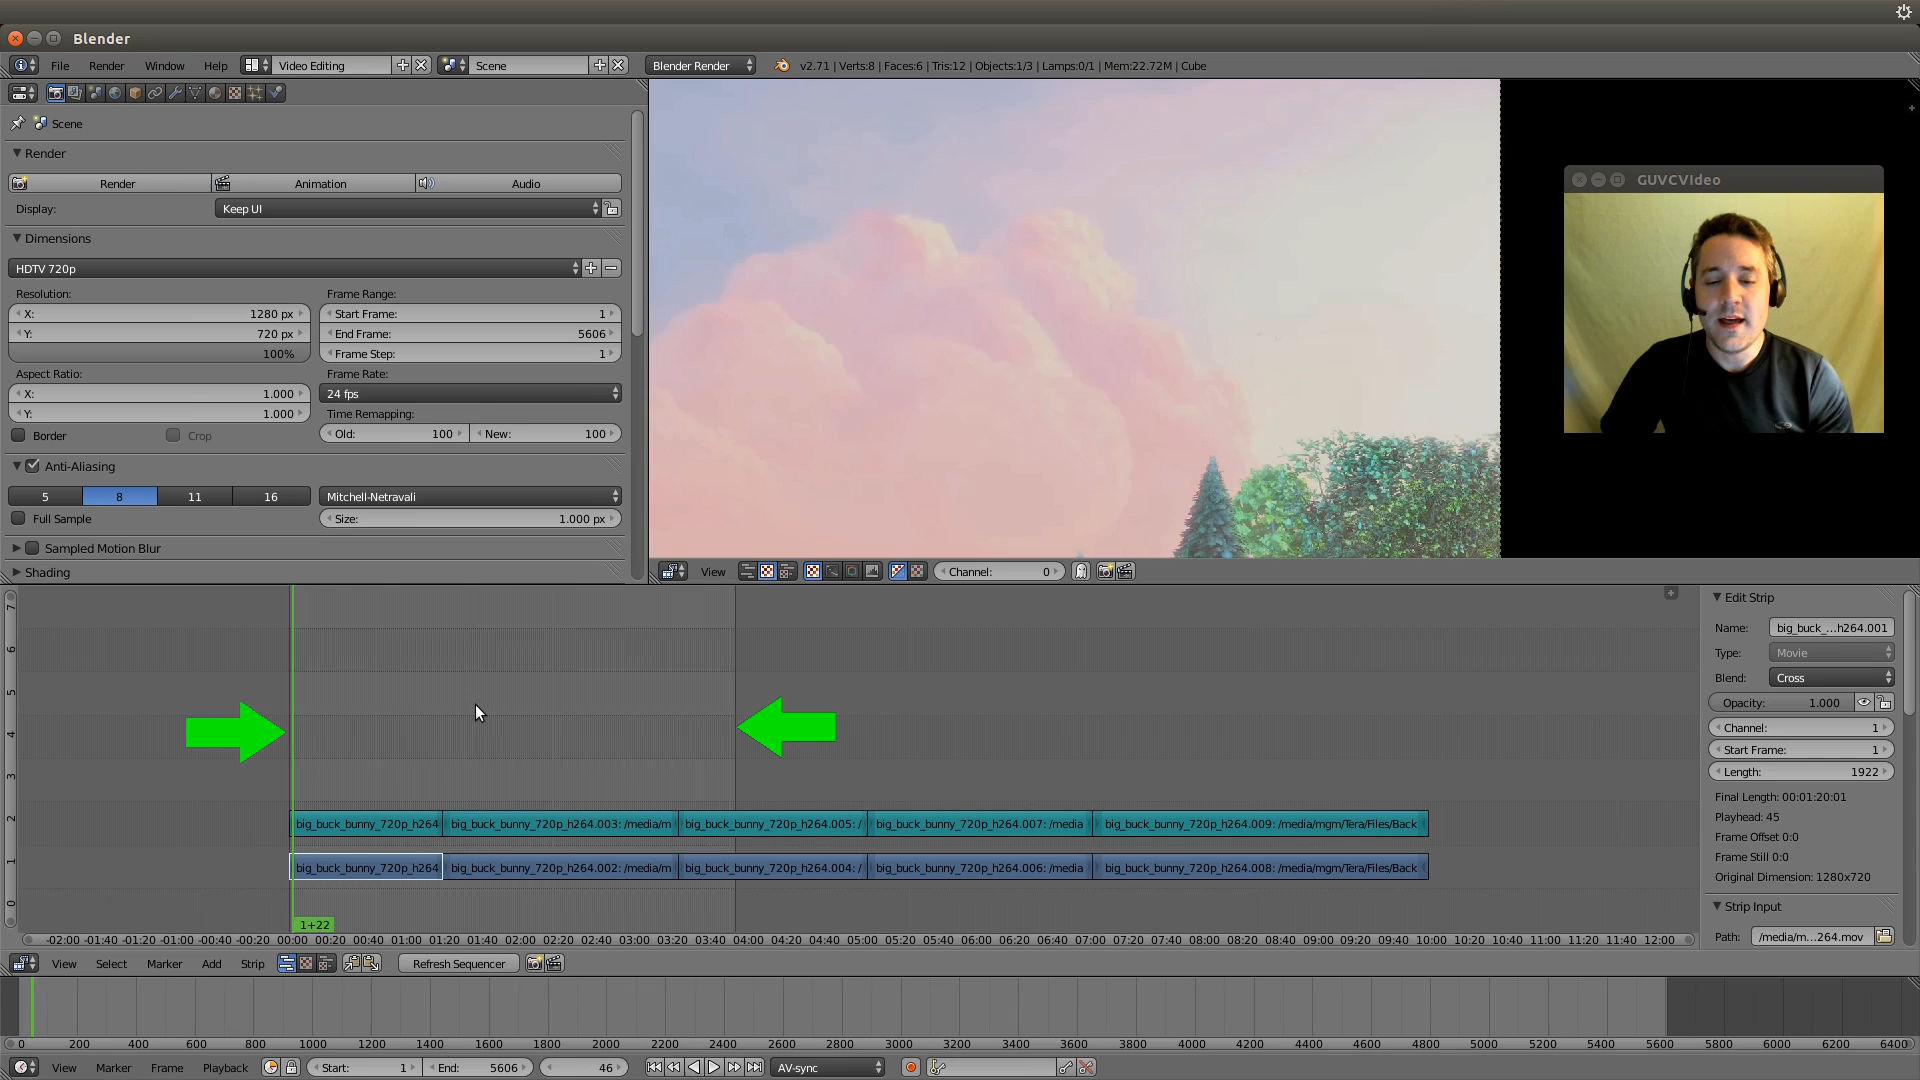 Blender
File Render Window Help Video Editing Scene Blender Render v2.71 | Verts:8 | Faces:6 | Tris:12 | Objects:1/3 | Lamps:0/1 | Mem:22.72M | Cube
Scene
Render
Render Animation Audio
Display: Keep UI
Dimensions
HDTV 720p
Resolution: Frame Range:
X: 1280 px Start Frame: 1
Y: 720 px End Frame: 5606
100% Frame Step: 1
Aspect Ratio: Frame Rate:
X: 1.000 24 fps
Y: 1.000 Time Remapping:
Border Crop Old: 100 New: 100
Anti-Aliasing
5 8 11 16 Mitchell-Netravali
Full Sample Size: 1.000 px
Sampled Motion Blur
Shading
GUVCVIdeo
View Channel: 0
7
6
5
4
3
2
1
0
big_buck_bunny_720p_h264 big_buck_bunny_720p_h264.003: /media/m big_buck_bunny_720p_h264.005: / big_buck_bunny_720p_h264.007: /media big_buck_bunny_720p_h264.009: /media/mgm/Tera/Files/Back
big_buck_bunny_720p_h264 big_buck_bunny_720p_h264.002: /media/m big_buck_bunny_720p_h264.004: / big_buck_bunny_720p_h264.006: /media big_buck_bunny_720p_h264.008: /media/mgm/Tera/Files/Back
1+22
-02:00 -01:40 -01:20 -01:00 -00:40 -00:20 00:00 00:20 00:40 01:00 01:20 01:40 02:00 02:20 02:40 03:00 03:20 03:40 04:00 04:20 04:40 05:00 05:20 05:40 06:00 06:20 06:40 07:00 07:20 07:40 08:00 08:20 08:40 09:00 09:20 09:40 10:00 10:20 10:40 11:00 11:20 11:40 12:00
Edit Strip
Name: big_buck_...h264.001
Type: Movie
Blend: Cross
Opacity: 1.000
Channel: 1
Start Frame: 1
Length: 1922
Final Length: 00:01:20:01
Playhead: 45
Frame Offset 0:0
Frame Still 0:0
Original Dimension: 1280x720
Strip Input
Path: /media/m...264.mov
View Select Marker Add Strip Refresh Sequencer
0 200 400 600 800 1000 1200 1400 1600 1800 2000 2200 2400 2600 2800 3000 3200 3400 3600 3800 4000 4200 4400 4600 4800 5000 5200 5400 5600 5800 6000 6200 6400
View Marker Frame Playback Start: 1 End: 5606 46 AV-sync